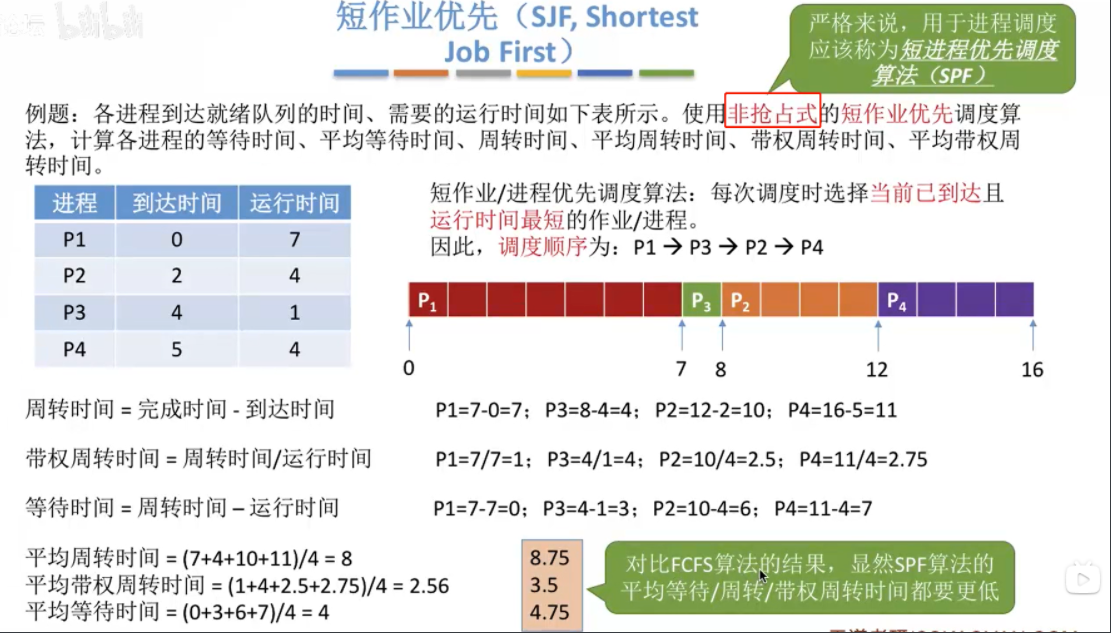 短作业优先（SJF, Shortest
Job First）
严格来说，用于进程调度
应该称为短进程优先调度
算法（SPF）
例题：各进程到达就绪队列的时间、需要的运行时间如下表所示。使用非抢占式的短作业优先调度算
法，计算各进程的等待时间、平均等待时间、周转时间、平均周转时间、带权周转时间、平均带权周
转时间。
进程 到达时间 运行时间
P1 0 7
P2 2 4
P3 4 1
P4 5 4
短作业/进程优先调度算法：每次调度时选择当前已到达且
运行时间最短的作业/进程。
因此，调度顺序为：P1 → P3 → P2 → P4
P₁ P₃ P₂ P₄
0 7 8 12 16
周转时间 = 完成时间 - 到达时间 P1=7-0=7；P3=8-4=4；P2=12-2=10；P4=16-5=11
带权周转时间 = 周转时间/运行时间 P1=7/7=1；P3=4/1=4；P2=10/4=2.5；P4=11/4=2.75
等待时间 = 周转时间 – 运行时间 P1=7-7=0；P3=4-1=3；P2=10-4=6；P4=11-4=7
平均周转时间 = (7+4+10+11)/4 = 8 8.75
平均带权周转时间 = (1+4+2.5+2.75)/4 = 2.56 3.5
平均等待时间 = (0+3+6+7)/4 = 4 4.75
对比FCFS算法的结果，显然SPF算法的
平均等待/周转/带权周转时间都要更低